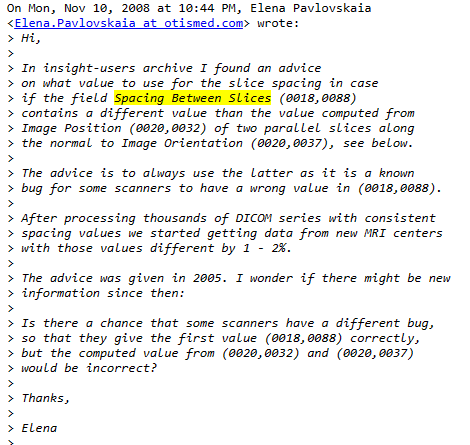 On Mon, Nov 10, 2008 at 10:44 PM, Elena Pavlovskaia
<Elena.Pavlovskaia at otismed.com> wrote:
> Hi,
>
> In insight-users archive I found an advice
> on what value to use for the slice spacing in case
> if the field Spacing Between Slices (0018,0088)
> contains a different value than the value computed from
> Image Position (0020,0032) of two parallel slices along
> the normal to Image Orientation (0020,0037), see below.
>
> The advice is to always use the latter as it is a known
> bug for some scanners to have a wrong value in (0018,0088).
>
> After processing thousands of DICOM series with consistent
> spacing values we started getting data from new MRI centers
> with those values different by 1 - 2%.
>
> The advice was given in 2005. I wonder if there might be new
> information since then:
>
> Is there a chance that some scanners have a different bug,
> so that they give the first value (0018,0088) correctly,
> but the computed value from (0020,0032) and (0020,0037)
> would be incorrect?
>
> Thanks,
>
> Elena
>